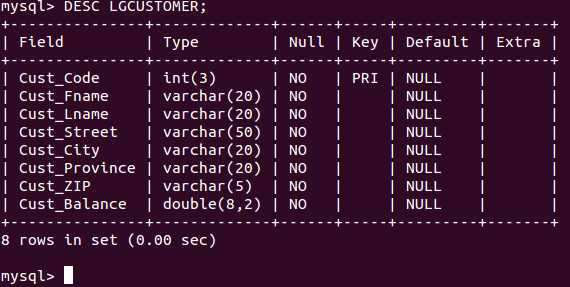 mysql> DESC LGCUSTOMER;
+---------------+-------------+------+-----+---------+-------+
| Field         | Type        | Null | Key | Default | Extra |
+---------------+-------------+------+-----+---------+-------+
| Cust_Code     | int(3)      | NO   | PRI | NULL    |       |
| Cust_Fname    | varchar(20) | NO   |     | NULL    |       |
| Cust_Lname    | varchar(20) | NO   |     | NULL    |       |
| Cust_Street   | varchar(50) | NO   |     | NULL    |       |
| Cust_City     | varchar(20) | NO   |     | NULL    |       |
| Cust_Province | varchar(20) | NO   |     | NULL    |       |
| Cust_ZIP      | varchar(5)  | NO   |     | NULL    |       |
| Cust_Balance  | double(8,2) | NO   |     | NULL    |       |
+---------------+-------------+------+-----+---------+-------+
8 rows in set (0.00 sec)
mysql>